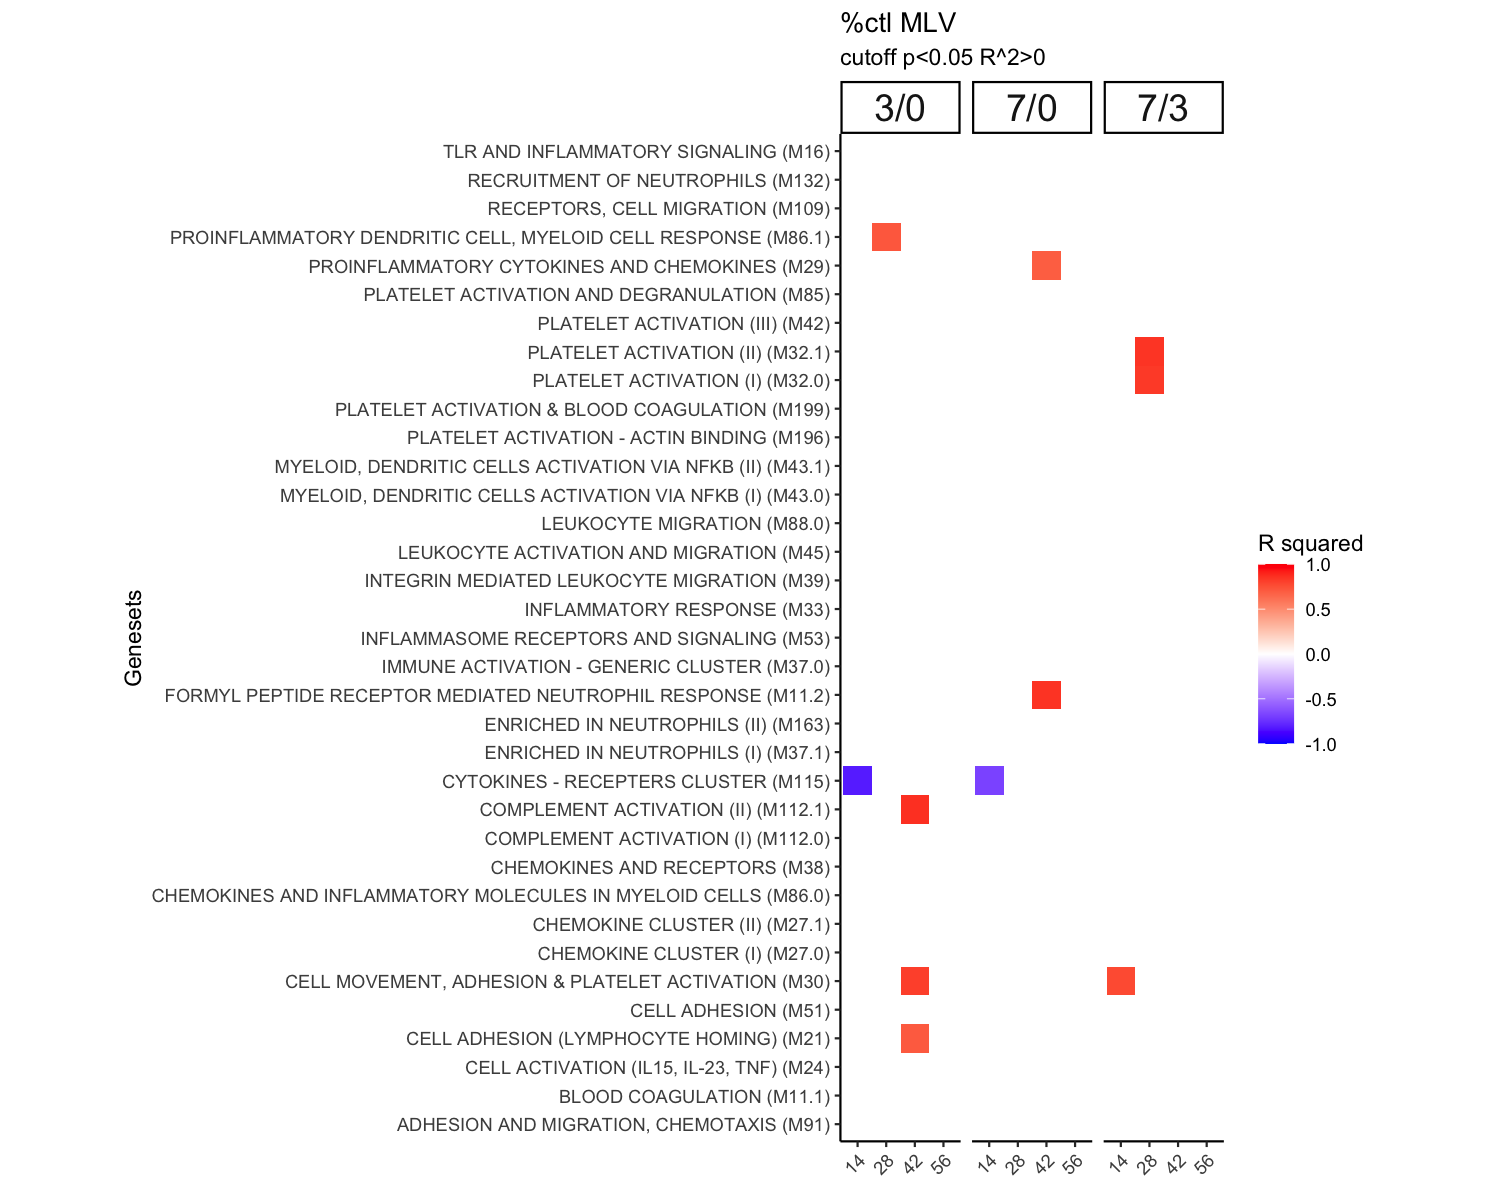 %ctl MLV
cutoff p<0.05 R^2>0
3/0 7/0 7/3
TLR AND INFLAMMATORY SIGNALING (M16)
RECRUITMENT OF NEUTROPHILS (M132)
RECEPTORS, CELL MIGRATION (M109)
PROINFLAMMATORY DENDRITIC CELL, MYELOID CELL RESPONSE (M86.1)
PROINFLAMMATORY CYTOKINES AND CHEMOKINES (M29)
PLATELET ACTIVATION AND DEGRANULATION (M85)
PLATELET ACTIVATION (III) (M42)
PLATELET ACTIVATION (II) (M32.1)
PLATELET ACTIVATION (I) (M32.0)
PLATELET ACTIVATION & BLOOD COAGULATION (M199)
PLATELET ACTIVATION - ACTIN BINDING (M196)
MYELOID, DENDRITIC CELLS ACTIVATION VIA NFKB (II) (M43.1)
MYELOID, DENDRITIC CELLS ACTIVATION VIA NFKB (I) (M43.0)
LEUKOCYTE MIGRATION (M88.0)
LEUKOCYTE ACTIVATION AND MIGRATION (M45)
INTEGRIN MEDIATED LEUKOCYTE MIGRATION (M39)
INFLAMMATORY RESPONSE (M33)
INFLAMMASOME RECEPTORS AND SIGNALING (M53)
IMMUNE ACTIVATION - GENERIC CLUSTER (M37.0)
FORMYL PEPTIDE RECEPTOR MEDIATED NEUTROPHIL RESPONSE (M11.2)
ENRICHED IN NEUTROPHILS (II) (M163)
ENRICHED IN NEUTROPHILS (I) (M37.1)
CYTOKINES - RECEPTERS CLUSTER (M115)
COMPLEMENT ACTIVATION (II) (M112.1)
COMPLEMENT ACTIVATION (I) (M112.0)
CHEMOKINES AND RECEPTORS (M38)
CHEMOKINES AND INFLAMMATORY MOLECULES IN MYELOID CELLS (M86.0)
CHEMOKINE CLUSTER (II) (M27.1)
CHEMOKINE CLUSTER (I) (M27.0)
CELL MOVEMENT, ADHESION & PLATELET ACTIVATION (M30)
CELL ADHESION (M51)
CELL ADHESION (LYMPHOCYTE HOMING) (M21)
CELL ACTIVATION (IL15, IL-23, TNF) (M24)
BLOOD COAGULATION (M11.1)
ADHESION AND MIGRATION, CHEMOTAXIS (M91)
Genesets
14 28 42 56 14 28 42 56 14 28 42 56
R squared
1.0
0.5
0.0
-0.5
-1.0